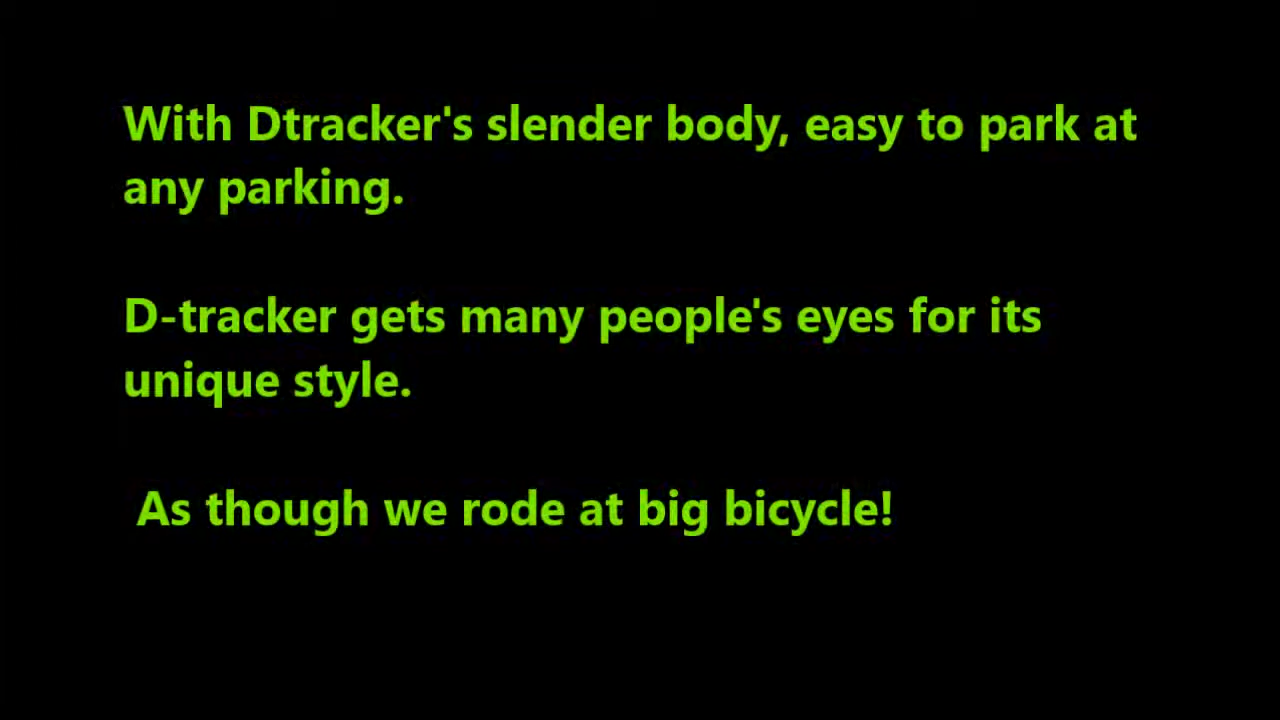 With Dtracker's slender body, easy to park at
any parking.
D-tracker gets many people's eyes for its
unique style.
As though we rode at big bicycle!